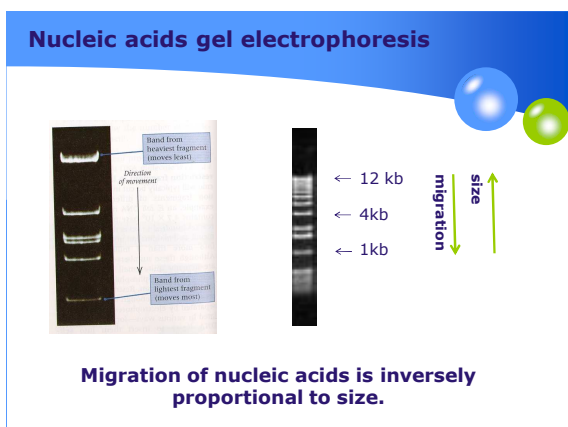 Nucleic acids gel electrophoresis
Band from
heaviest fragment
(moves least)
Direction
of movement
Band from
lightest fragment
(moves most)
← 12 kb
← 4kb
← 1kb
migration
size
Migration of nucleic acids is inversely
proportional to size.